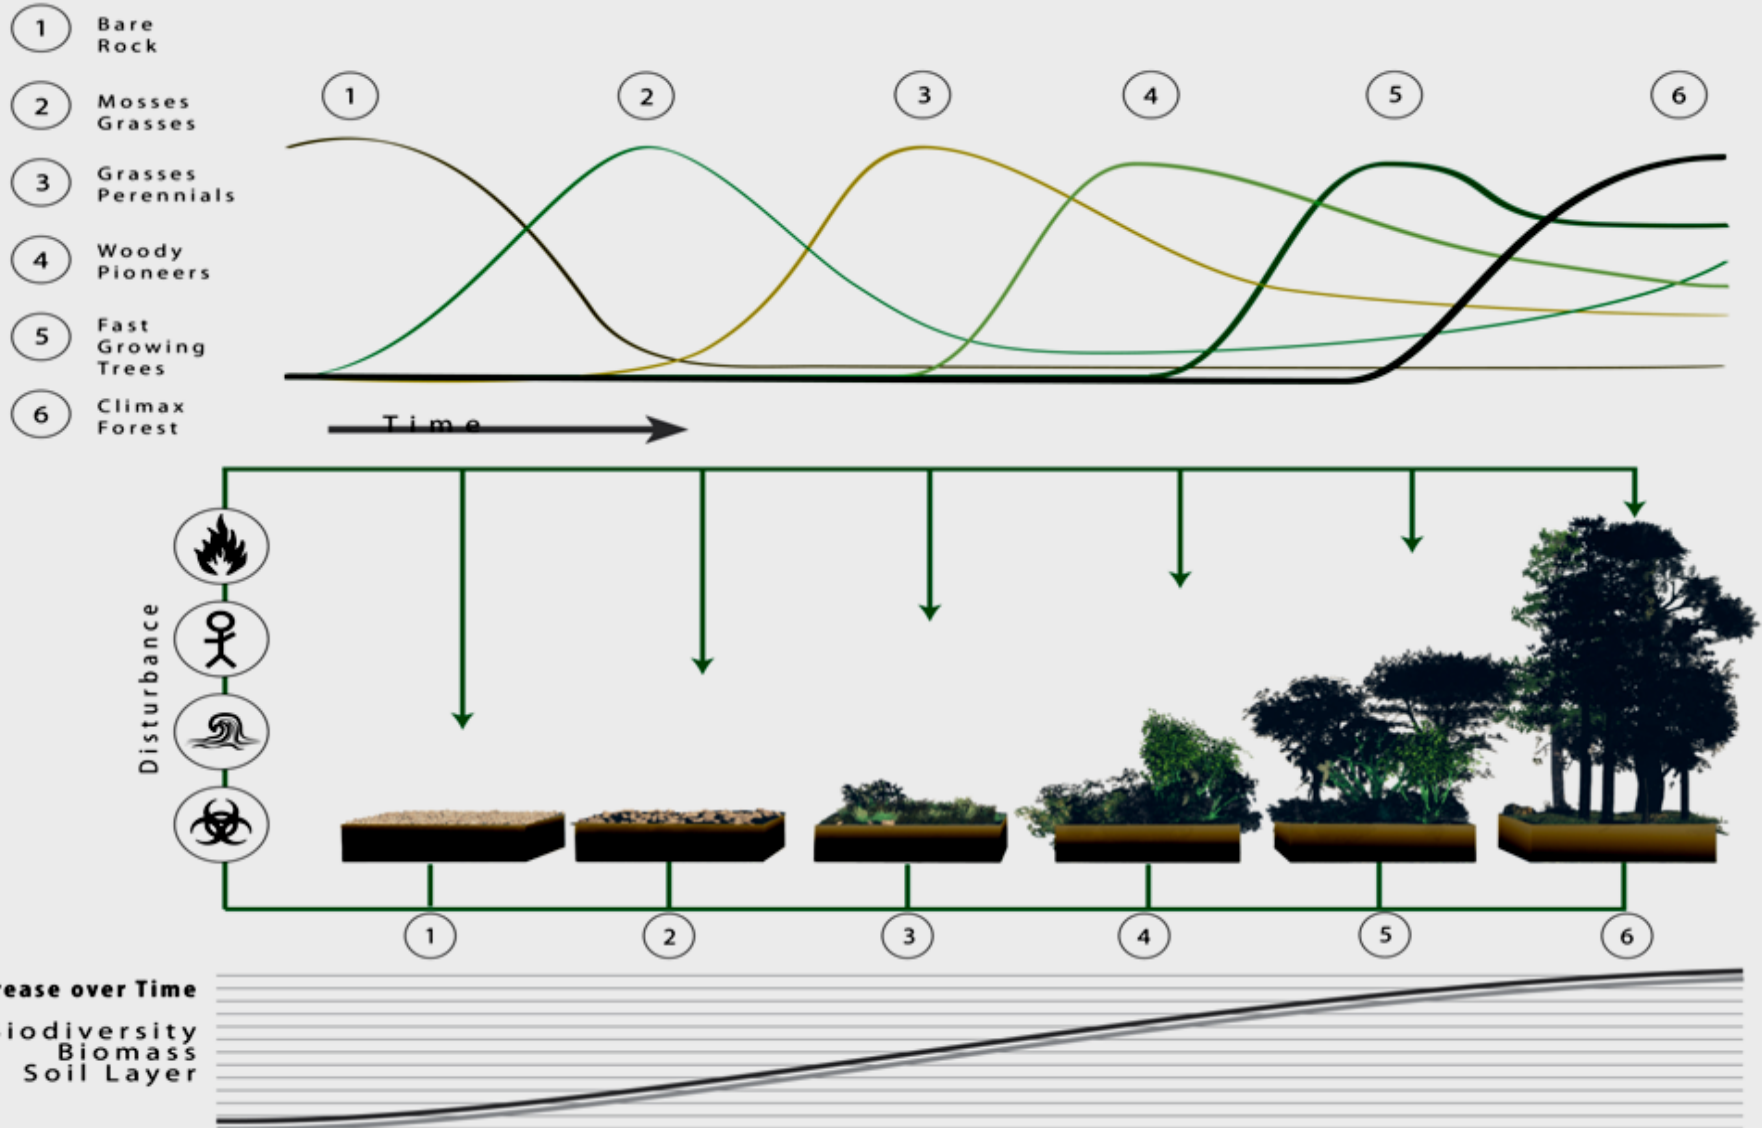 1
Bare
Rock
2
Mosses
Grasses
3
Grasses
Perennials
4
Woody
Pioneers
5
Fast
Growing
Trees
6
Climax
Forest
1 2 3 4 5 6
Time
Disturbance
1 2 3 4 5 6
rease over Time
Biodiversity
Biomass
Soil Layer